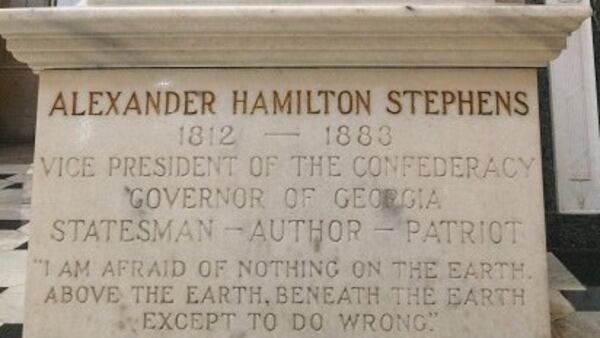 ALEXANDER HAMILTON STEPHENS
1812 — 1883
VICE PRESIDENT OF THE CONFEDERACY
GOVERNOR OF GEORGIA
STATESMAN – AUTHOR – PATRIOT
"I AM AFRAID OF NOTHING ON THE EARTH.
ABOVE THE EARTH, BENEATH THE EARTH
EXCEPT TO DO WRONG."